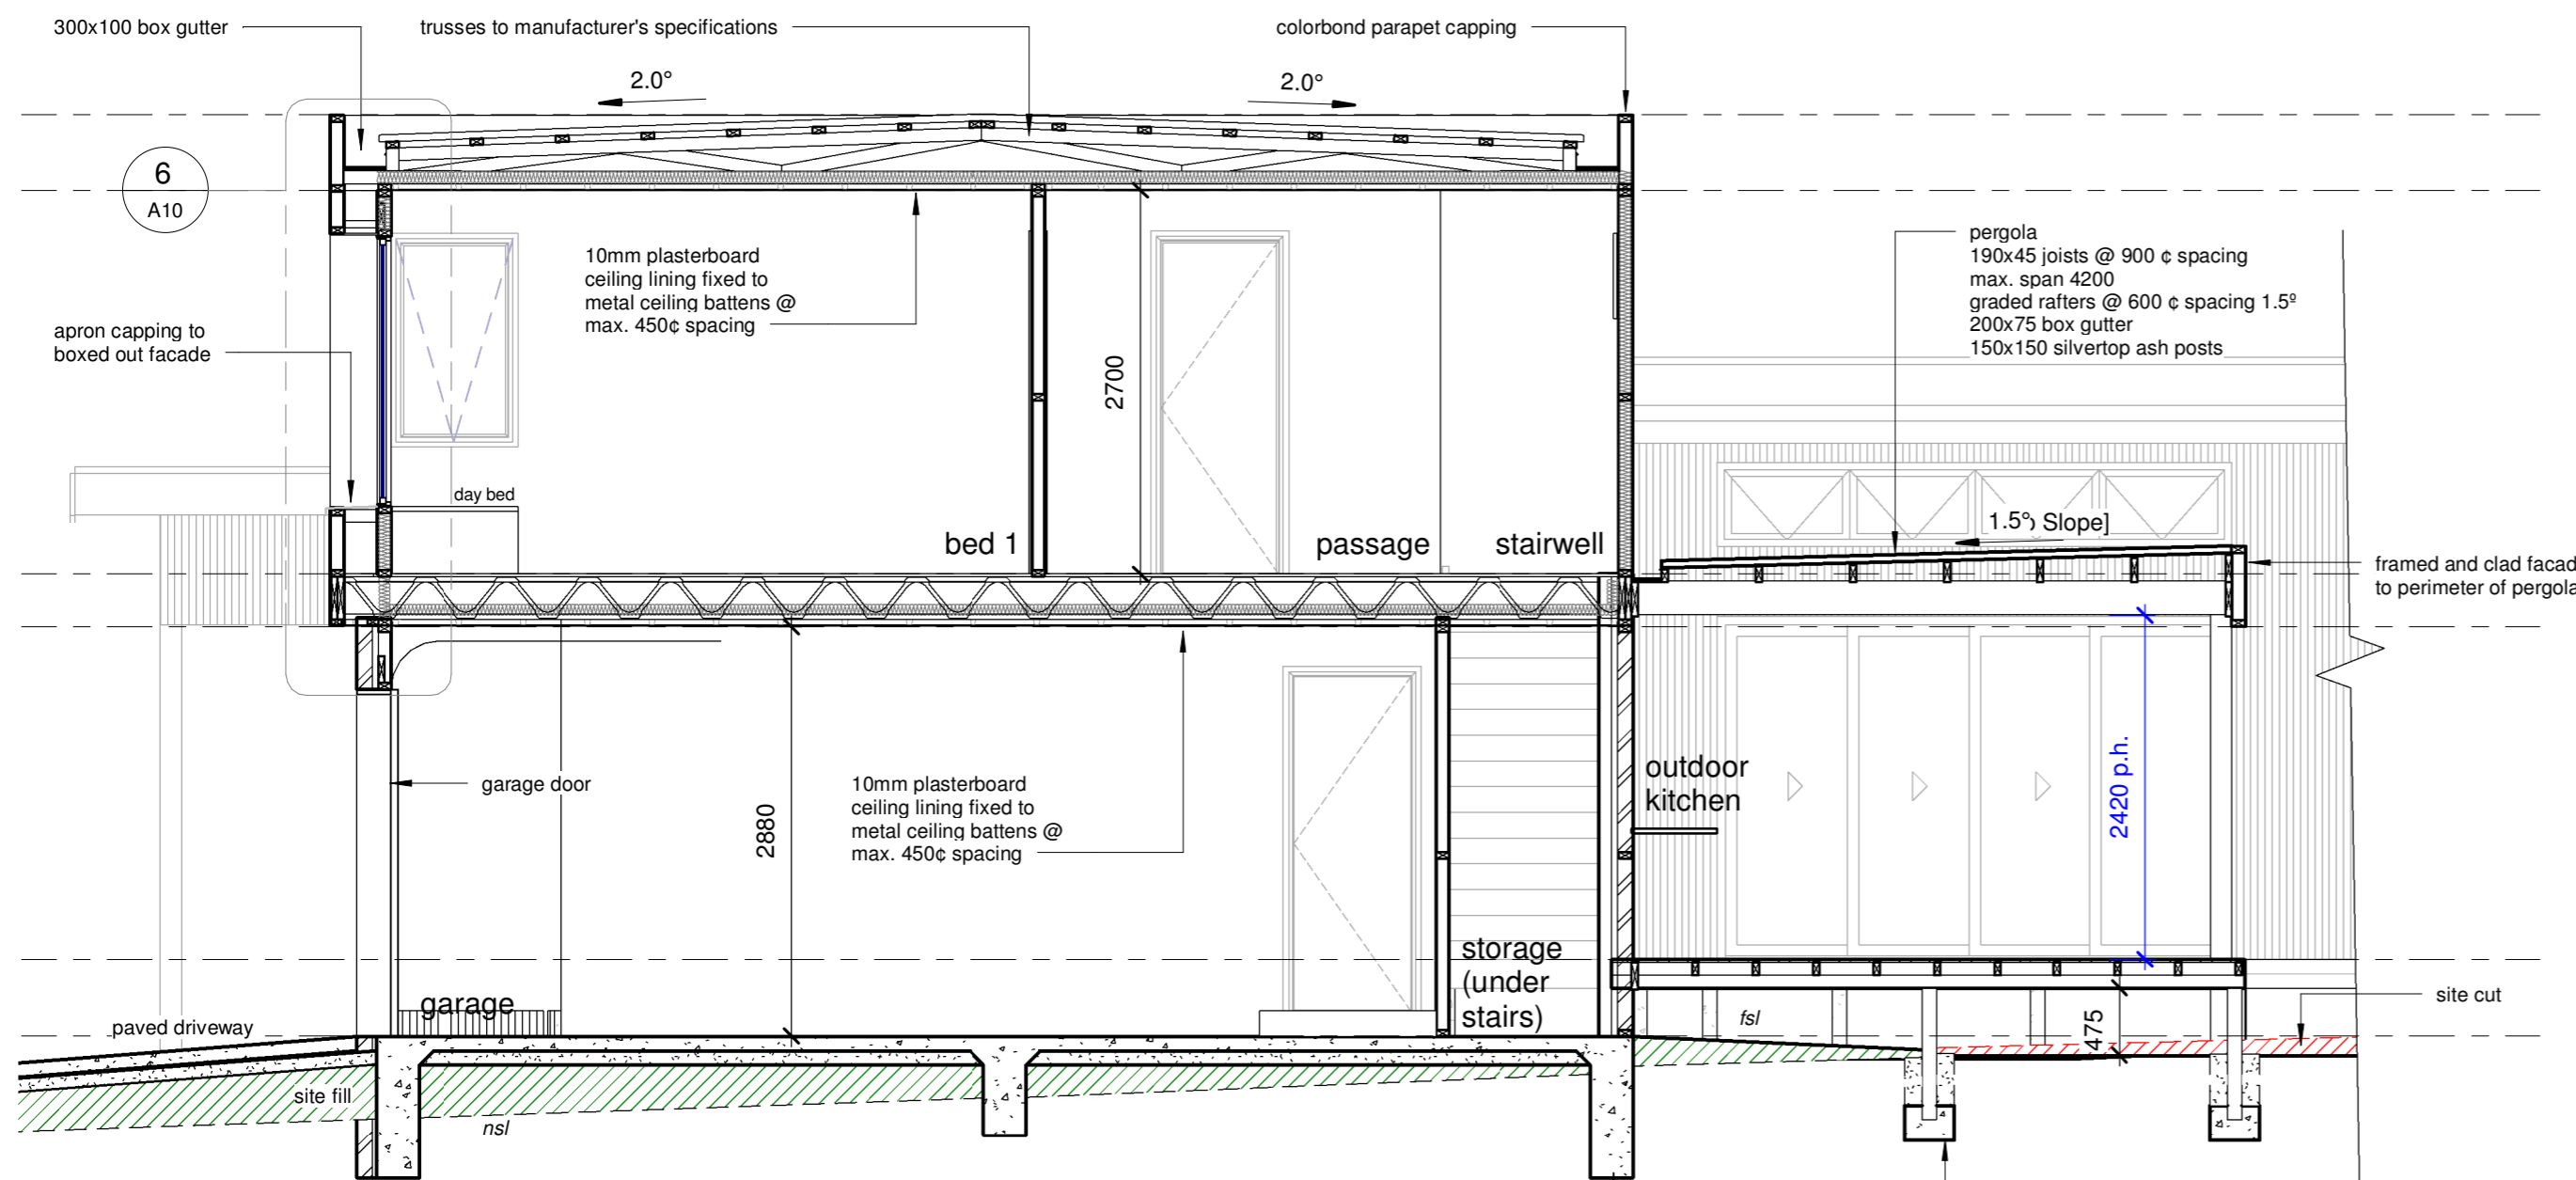 300x100 box gutter
trusses to manufacturer's specifications
colorbond parapet capping
2.0°
2.0°
6
A10
10mm plasterboard
ceiling lining fixed to
metal ceiling battens @
max. 450¢ spacing
pergola
190x45 joists @ 900 ¢ spacing
max. span 4200
graded rafters @ 600 ¢ spacing 1.5º
200x75 box gutter
150x150 silvertop ash posts
apron capping to
boxed out facade
2700
day bed
bed 1
passage
stairwell
1.5° Slope]
framed and clad facad
to perimeter of pergola
garage door
10mm plasterboard
ceiling lining fixed to
metal ceiling battens @
max. 450¢ spacing
2880
outdoor
kitchen
2420 p.h.
storage
(under
stairs)
garage
paved driveway
fsl
475
site cut
site fill
nsl